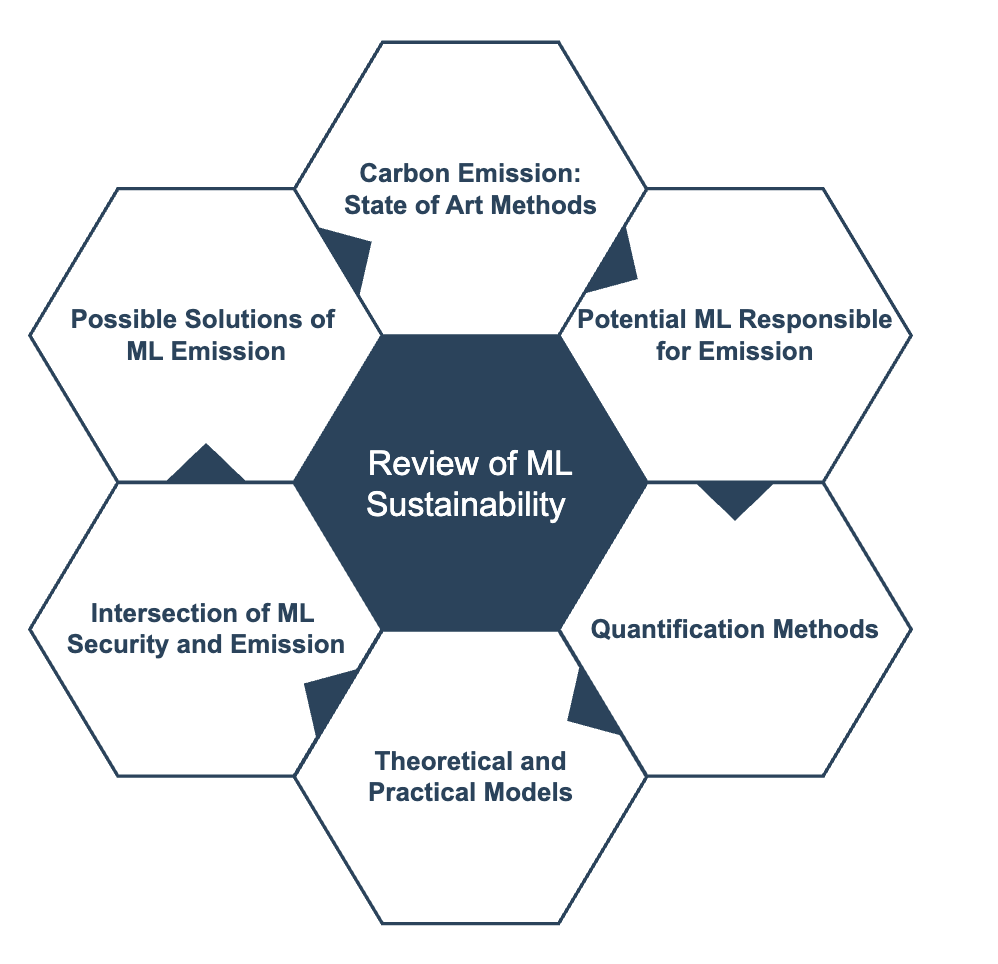 Carbon Emission:
State of Art Methods
Potential ML Responsible
for Emission
Possible Solutions of
ML Emission
Review of ML
Sustainability
Intersection of ML
Security and Emission
Quantification Methods
Theoretical and
Practical Models